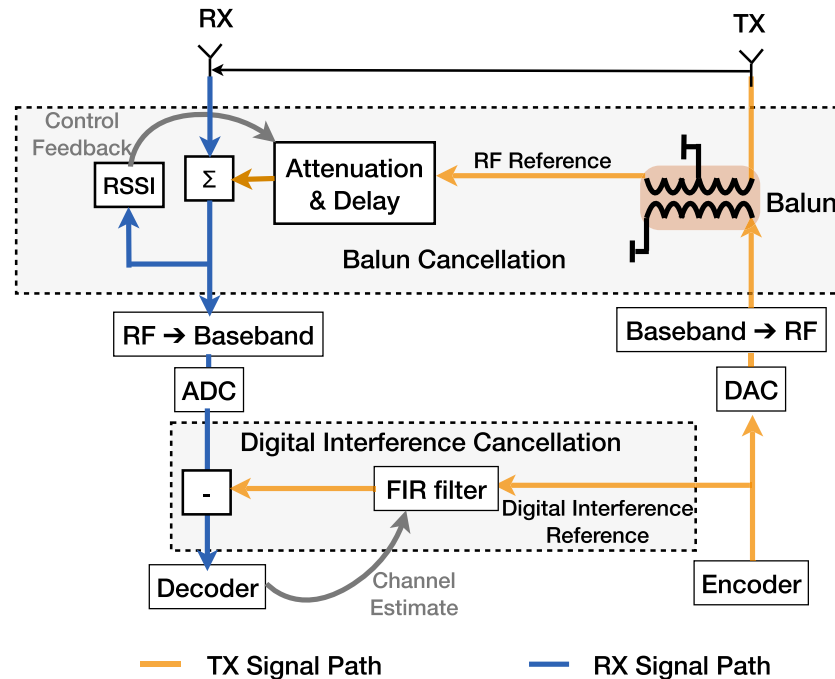 RX
TX
Control
Feedback
RSSI
Σ
Attenuation
& Delay
RF Reference
Balun
Balun Cancellation
RF → Baseband
Baseband → RF
ADC
DAC
Digital Interference Cancellation
-
FIR filter
Digital Interference
Reference
Decoder
Channel
Estimate
Encoder
TX Signal Path
RX Signal Path